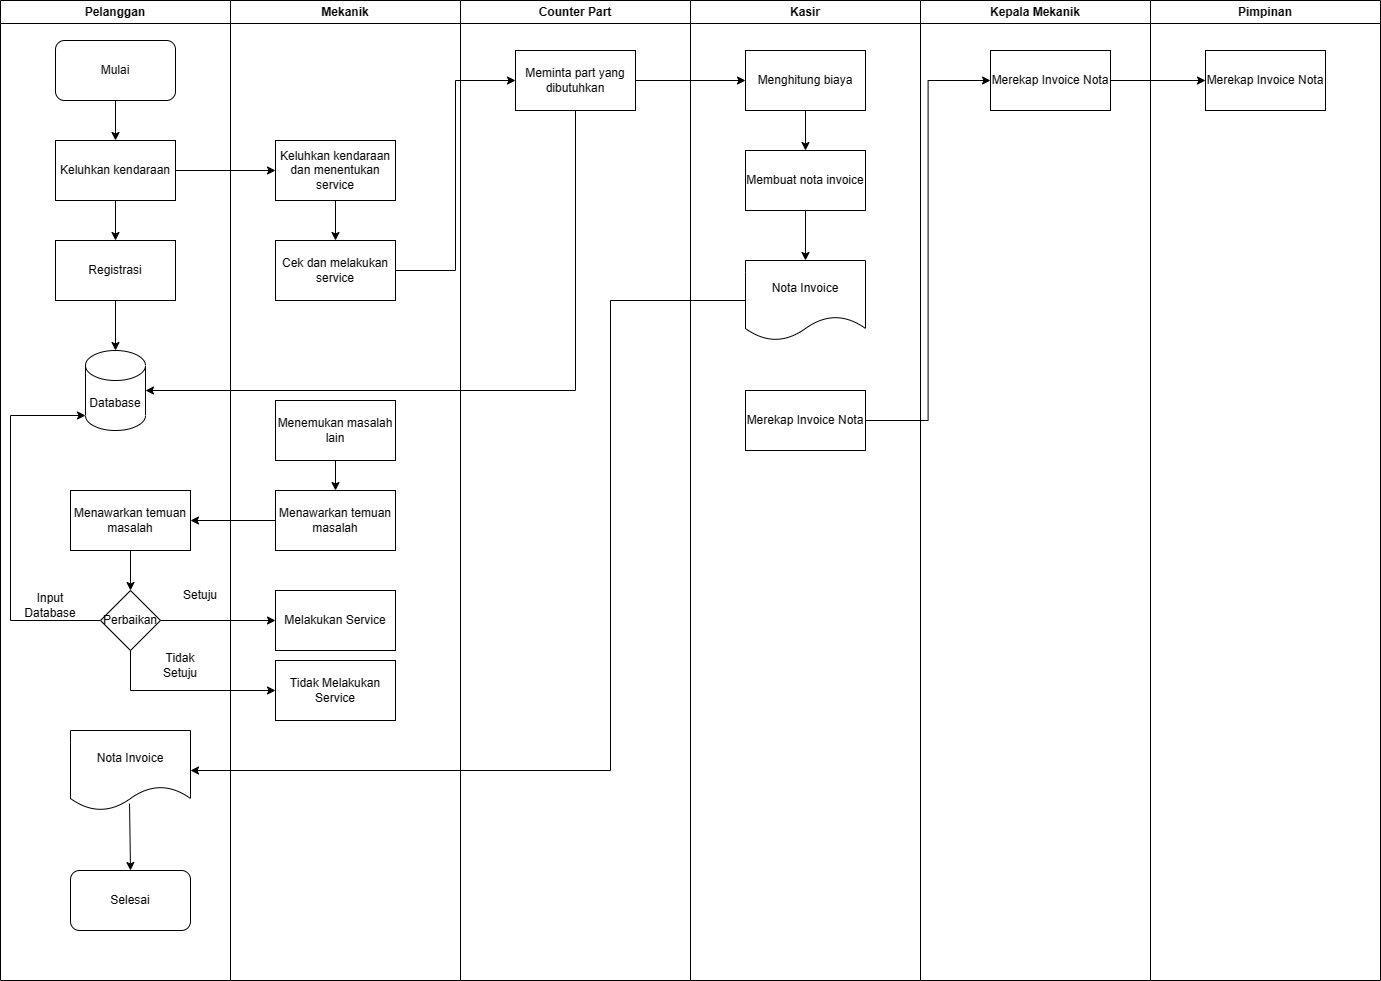 Pelanggan
Mekanik
Counter Part
Kasir
Kepala Mekanik
Pimpinan
Mulai
Keluhkan kendaraan
Registrasi
Database
Menawarkan temuan
masalah
Perbaikan
Input
Database
Setuju
Tidak
Setuju
Nota Invoice
Selesai
Keluhkan kendaraan
dan menentukan
service
Cek dan melakukan
service
Menemukan masalah
lain
Menawarkan temuan
masalah
Melakukan Service
Tidak Melakukan
Service
Meminta part yang
dibutuhkan
Menghitung biaya
Membuat nota invoice
Nota Invoice
Merekap Invoice Nota
Merekap Invoice Nota
Merekap Invoice Nota